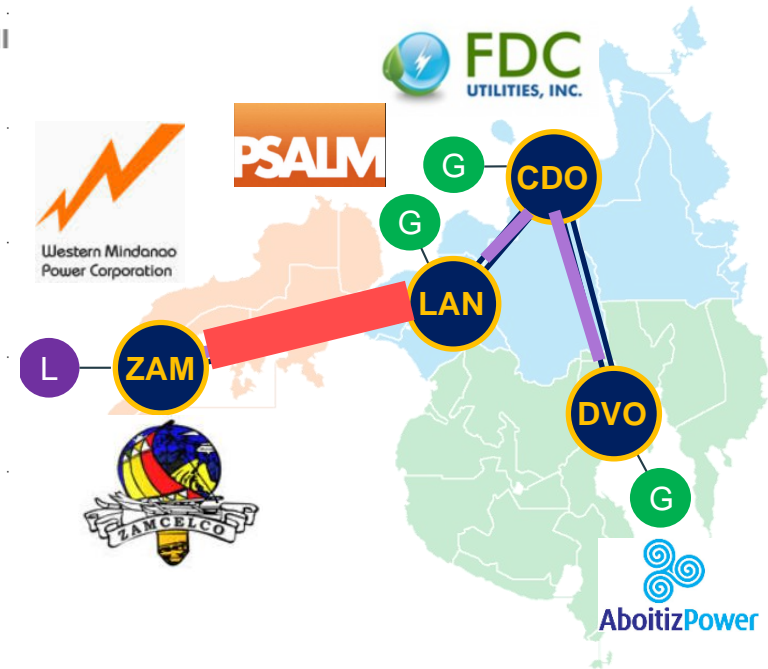 FDC
UTILITIES, INC.
PSALM
Western Mindanao
Power Corporation
G
CDO
G
LAN
L
ZAM
DVO
G
ZAMCELCO
AboitizPower